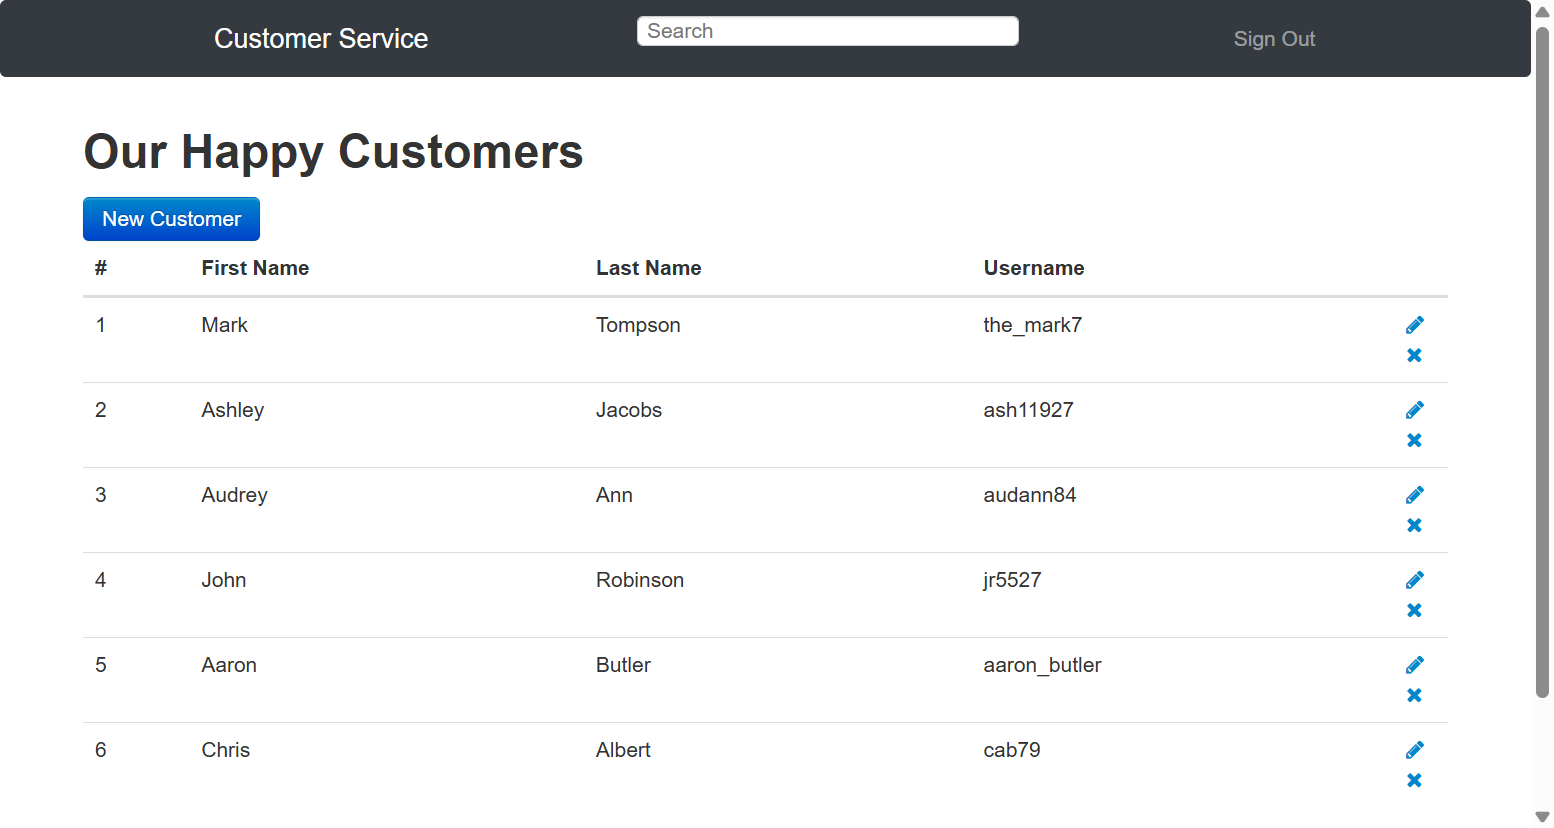 Customer Service Search Sign Out
Our Happy Customers
New Customer
# First Name Last Name Username
1 Mark Tompson the_mark7
2 Ashley Jacobs ash11927
3 Audrey Ann audann84
4 John Robinson jr5527
5 Aaron Butler aaron_butler
6 Chris Albert cab79